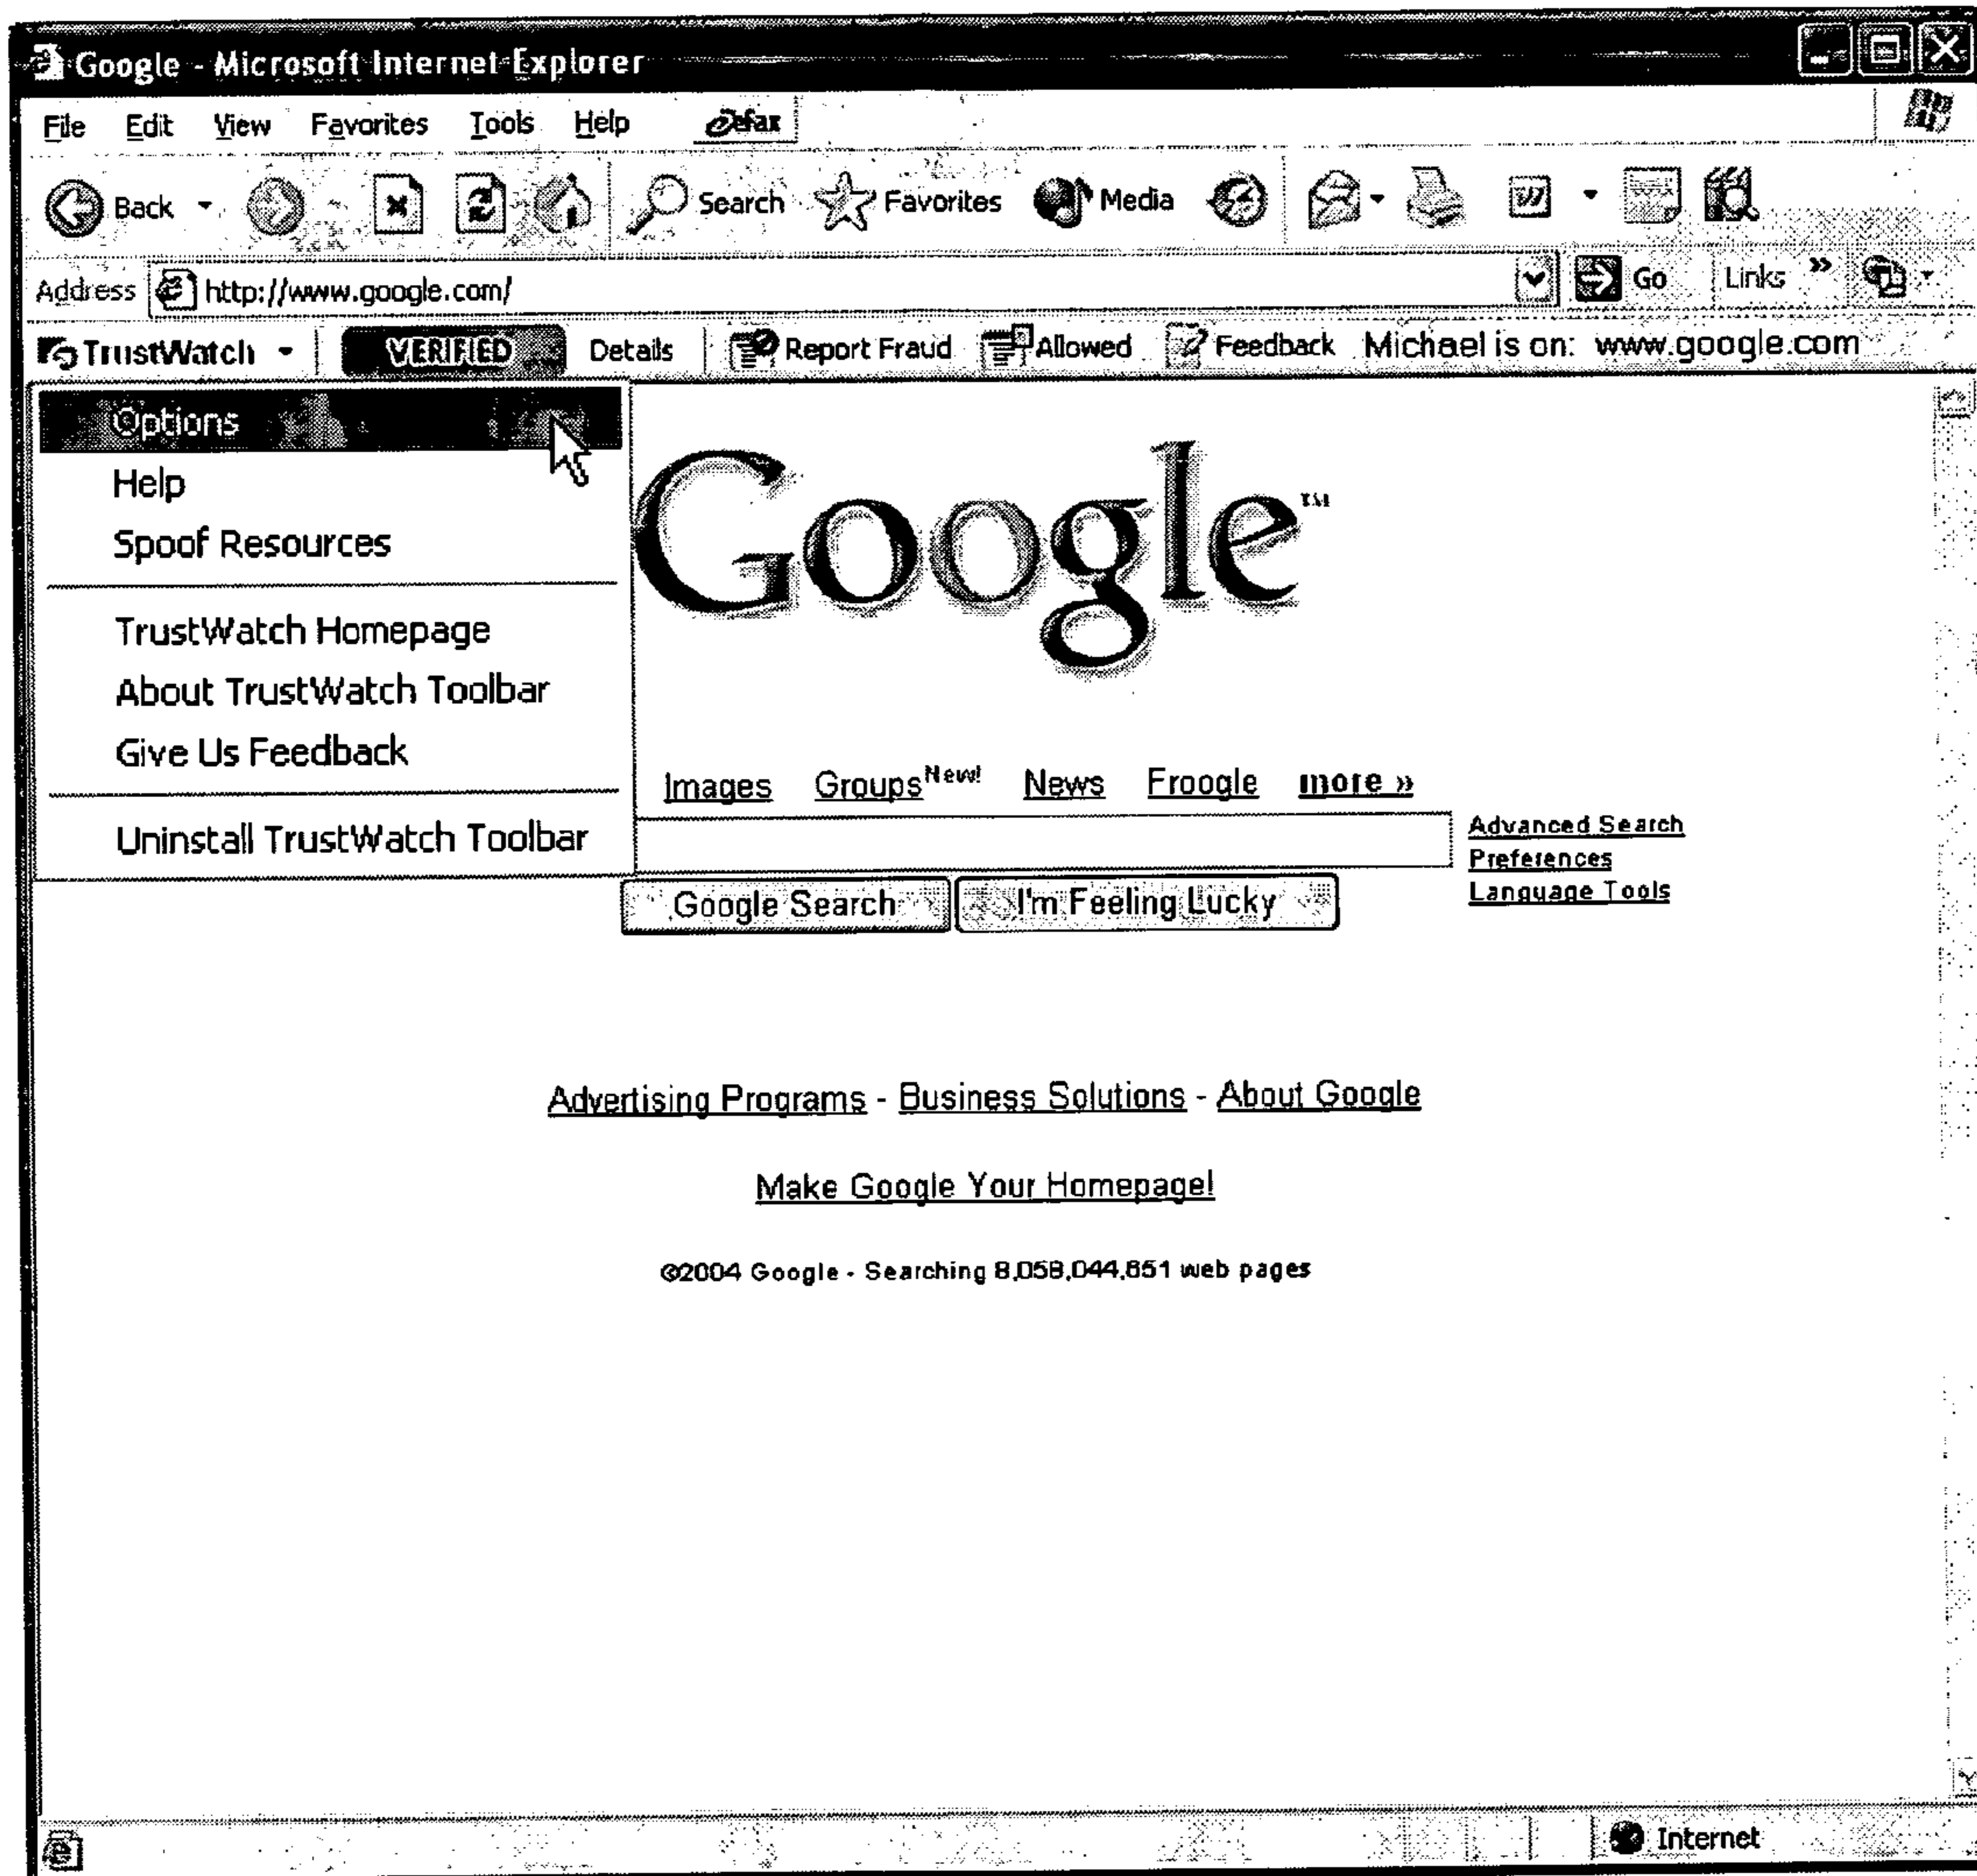 Google - Microsoft Internet Explorer
File Edit View Favorites Tools Help eFax
Back Search Favorites Media
Address http://www.google.com/ Go Links »
TrustWatch VERIFIED Details Report Fraud Allowed Feedback Michael is on: www.google.com
Options
Help
Spoof Resources
TrustWatch Homepage
About TrustWatch Toolbar
Give Us Feedback
Uninstall TrustWatch Toolbar
Google™
Images Groups New! News Froogle more »
Advanced Search
Preferences
Language Tools
Google Search I'm Feeling Lucky
Advertising Programs - Business Solutions - About Google
Make Google Your Homepage!
©2004 Google - Searching 8,058,044,651 web pages
Internet